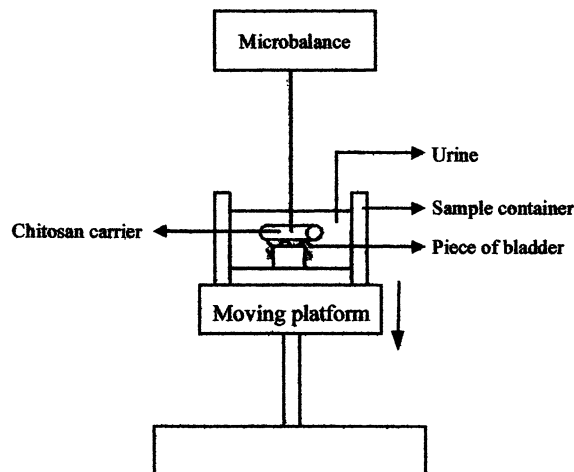 Microbalance
Urine
Sample container
Chitosan carrier
Piece of bladder
Moving platform